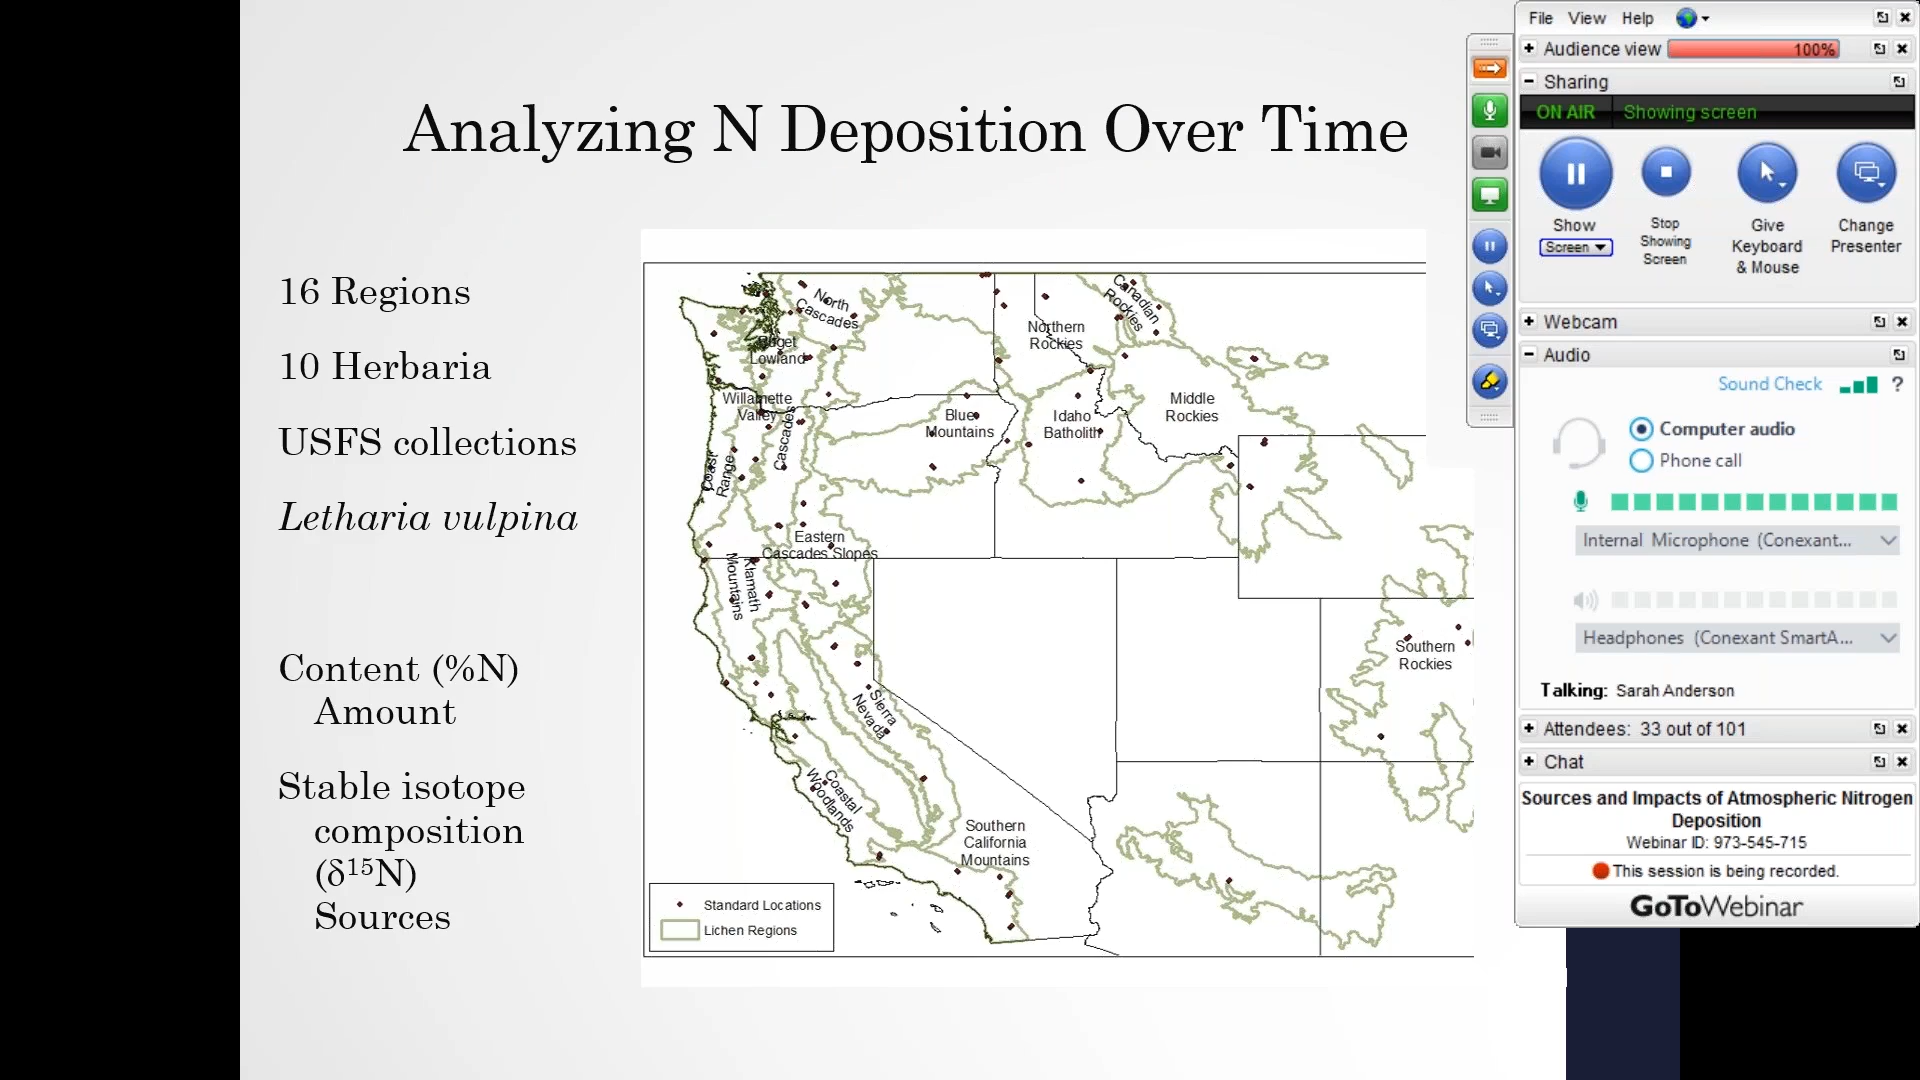 Analyzing N Deposition Over Time
16 Regions
10 Herbaria
USFS collections
Letharia vulpina
Content (%N)
Amount
Stable isotope
composition
(δ¹⁵N)
Sources
North
Cascades
Puget
Lowland
Willamette
Valley
Cascades
Coast
Range
Eastern
Cascades Slopes
Klamath
Mountains
Blue
Mountains
Northern
Rockies
Canadian
Rockies
Idaho
Batholith
Middle
Rockies
Southern
Rockies
Sierra
Nevada
Coastal
Woodlands
Southern
California
Mountains
Standard Locations
Lichen Regions
File View Help
Audience view 100%
Sharing
ON AIR Showing screen
Show
Screen
Stop
Showing
Screen
Give
Keyboard
& Mouse
Change
Presenter
Webcam
Audio
Sound Check ?
Computer audio
Phone call
Internal Microphone (Conexant...
Headphones (Conexant SmartA...
Talking: Sarah Anderson
Attendees: 33 out of 101
Chat
Sources and Impacts of Atmospheric Nitrogen
Deposition
Webinar ID: 973-545-715
This session is being recorded.
GoToWebinar